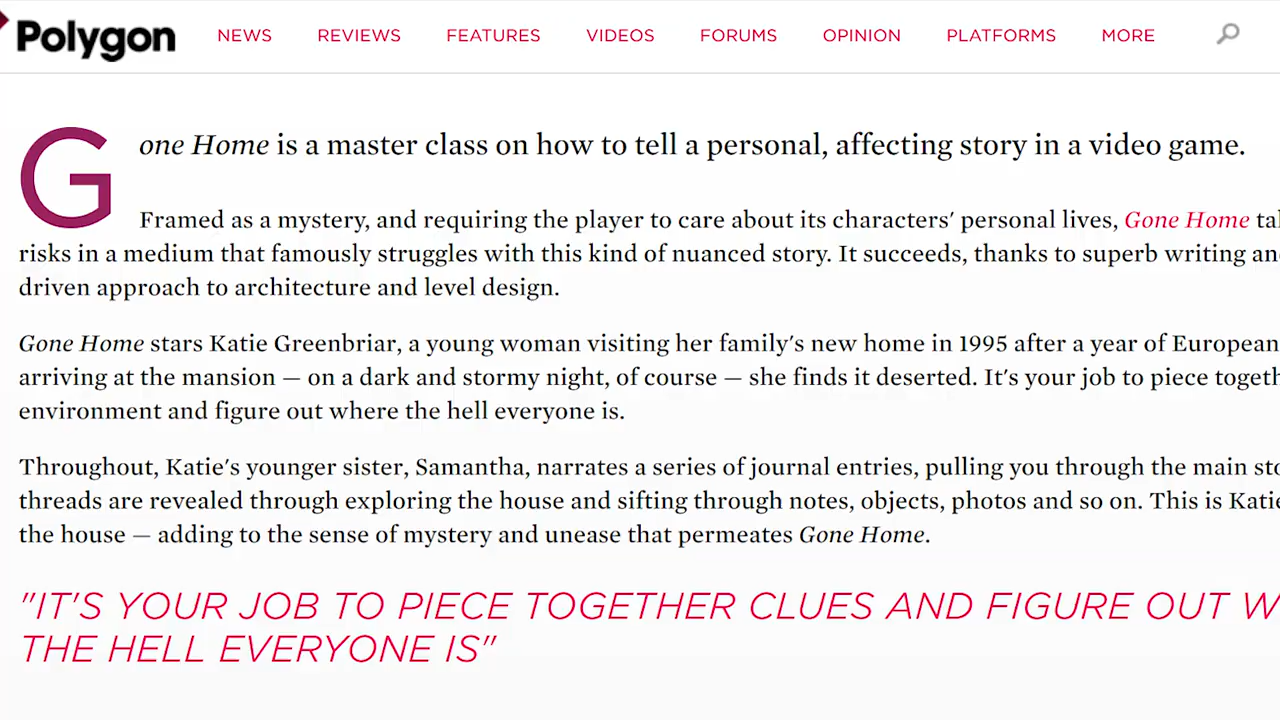 Polygon NEWS REVIEWS FEATURES VIDEOS FORUMS OPINION PLATFORMS MORE
Gone Home is a master class on how to tell a personal, affecting story in a video game.
Framed as a mystery, and requiring the player to care about its characters' personal lives, Gone Home
risks in a medium that famously struggles with this kind of nuanced story. It succeeds, thanks to superb writing
driven approach to architecture and level design.
Gone Home stars Katie Greenbriar, a young woman visiting her family's new home in 1995 after a year of European
arriving at the mansion — on a dark and stormy night, of course — she finds it deserted. It's your job to piece
environment and figure out where the hell everyone is.
Throughout, Katie's younger sister, Samantha, narrates a series of journal entries, pulling you through the main
threads are revealed through exploring the house and sifting through notes, objects, photos and so on. This is
the house — adding to the sense of mystery and unease that permeates Gone Home.
"IT'S YOUR JOB TO PIECE TOGETHER CLUES AND FIGURE OUT
THE HELL EVERYONE IS"